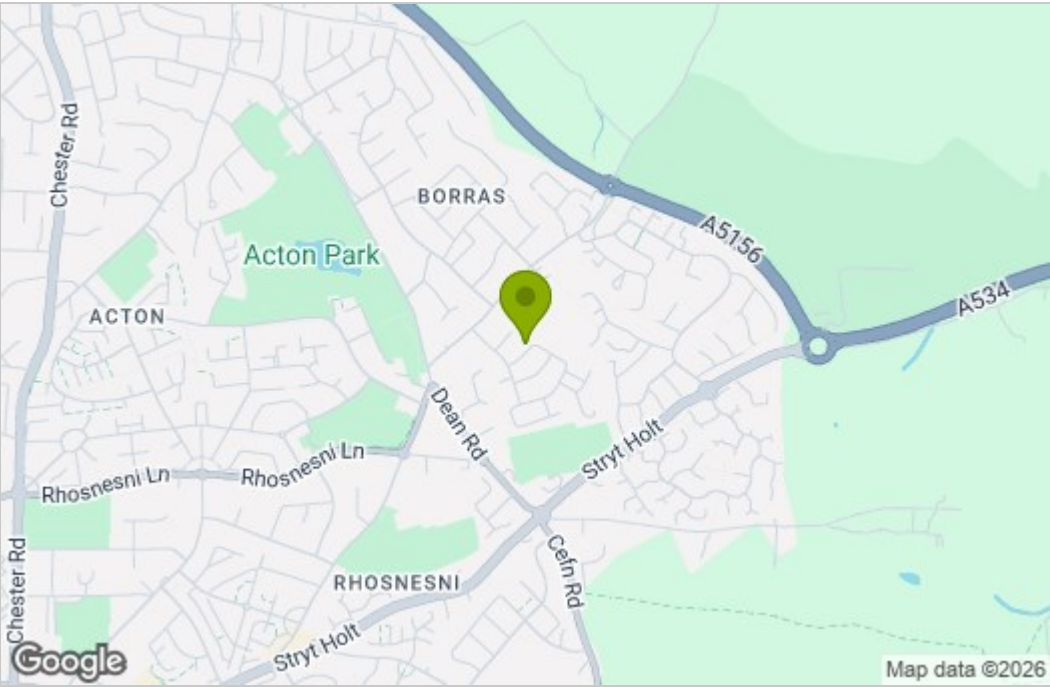 Chester Rd
BORRAS
A5156
Acton Park
A534
ACTON
Dean Rd
Stryt Holt
Rhosnesni Ln
Rhosnesni Ln
Chester Rd
Cefn Rd
RHOSNESNI
Stryt Holt
Google
Map data ©2026